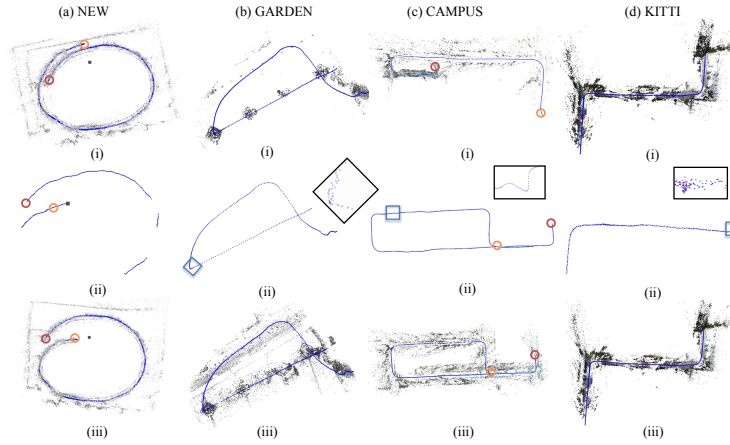 (a) NEW (b) GARDEN (c) CAMPUS (d) KITTI
(i) (i) (i) (i)
(ii) (ii) (ii) (ii)
(iii) (iii) (iii) (iii)